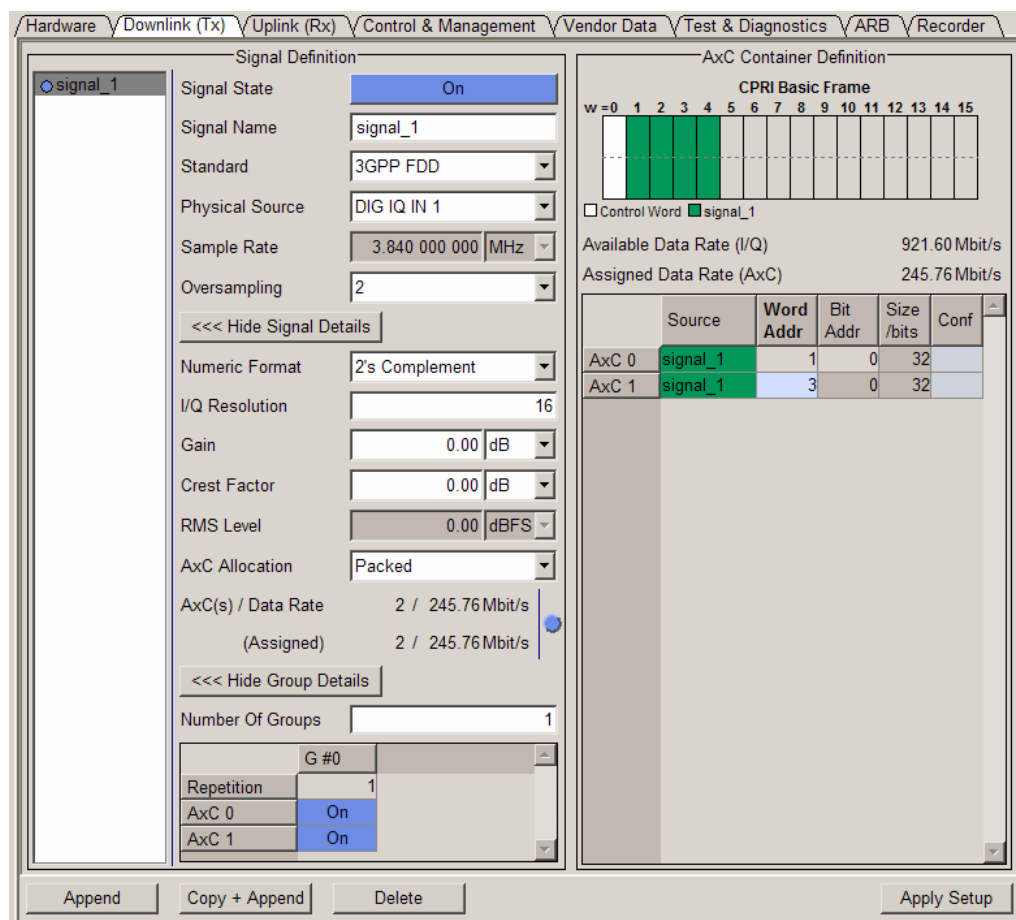 Hardware Downlink (Tx) Uplink (Rx) Control & Management Vendor Data Test & Diagnostics ARB Recorder
Signal Definition
signal_1
Signal State On
Signal Name signal_1
Standard 3GPP FDD
Physical Source DIG IQ IN 1
Sample Rate 3.840 000 000 MHz
Oversampling 2
<<< Hide Signal Details
Numeric Format 2's Complement
I/Q Resolution 16
Gain 0.00 dB
Crest Factor 0.00 dB
RMS Level 0.00 dBFS
AxC Allocation Packed
AxC(s) / Data Rate 2 / 245.76 Mbit/s
(Assigned) 2 / 245.76 Mbit/s
<<< Hide Group Details
Number Of Groups 1
G #0
Repetition 1
AxC 0 On
AxC 1 On
AxC Container Definition
CPRI Basic Frame
w =0 1 2 3 4 5 6 7 8 9 10 11 12 13 14 15
Control Word signal_1
Available Data Rate (I/Q) 921.60 Mbit/s
Assigned Data Rate (AxC) 245.76 Mbit/s
Source Word Addr Bit Addr Size /bits Conf
AxC 0 signal_1 1 0 32
AxC 1 signal_1 3 0 32
Append Copy + Append Delete Apply Setup